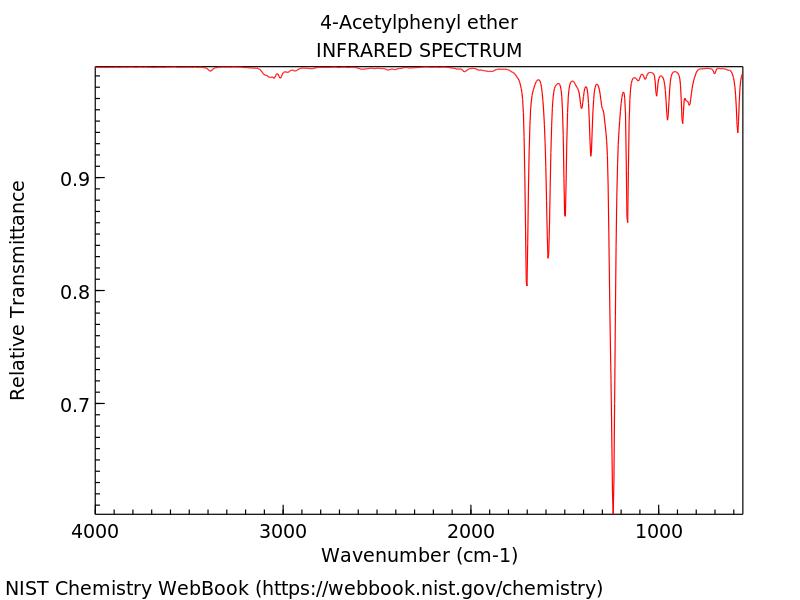 4-Acetylphenyl ether
INFRARED SPECTRUM
0.9
0.8
0.7
Relative Transmittance
4000 3000 2000 1000
Wavenumber (cm-1)
NIST Chemistry WebBook (https://webbook.nist.gov/chemistry)